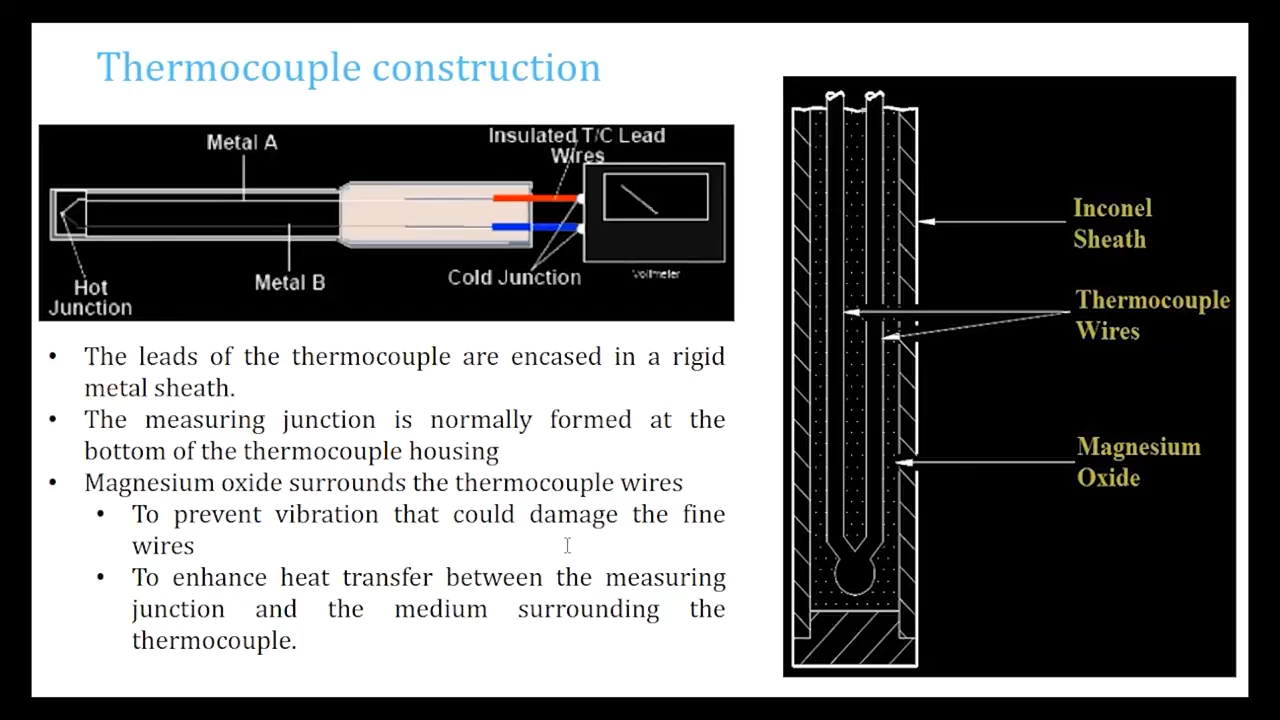 Thermocouple construction
Metal A
Insulated T/C Lead
Wires
Hot
Junction
Metal B
Cold Junction
Voltmeter
• The leads of the thermocouple are encased in a rigid
metal sheath.
• The measuring junction is normally formed at the
bottom of the thermocouple housing
• Magnesium oxide surrounds the thermocouple wires
• To prevent vibration that could damage the fine
wires
• To enhance heat transfer between the measuring
junction and the medium surrounding the
thermocouple.
Inconel
Sheath
Thermocouple
Wires
Magnesium
Oxide